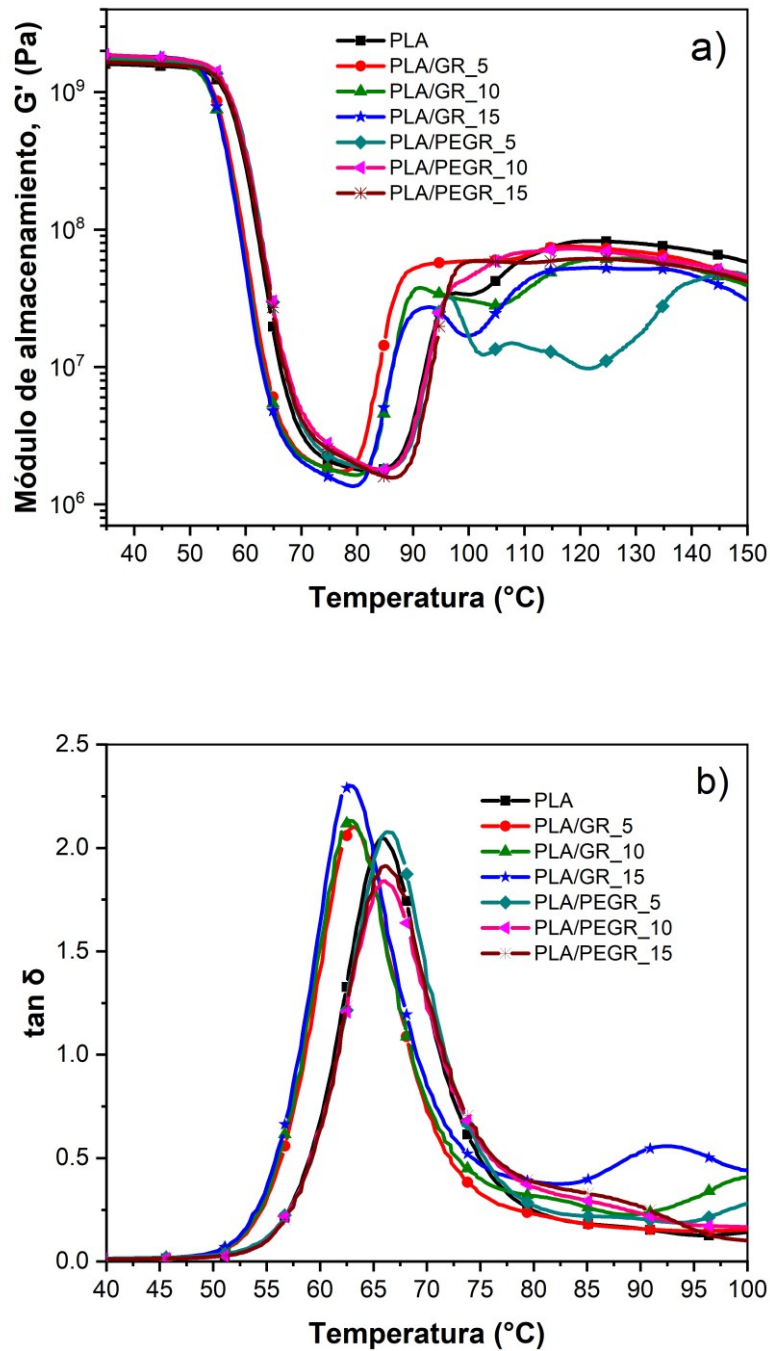 a)
Módulo de almacenamiento, G' (Pa)
10⁹
10⁸
10⁷
10⁶
PLA
PLA/GR_5
PLA/GR_10
PLA/GR_15
PLA/PEGR_5
PLA/PEGR_10
PLA/PEGR_15
40 50 60 70 80 90 100 110 120 130 140 150
Temperatura (°C)
b)
tan δ
2.5
2.0
1.5
1.0
0.5
0.0
PLA
PLA/GR_5
PLA/GR_10
PLA/GR_15
PLA/PEGR_5
PLA/PEGR_10
PLA/PEGR_15
40 45 50 55 60 65 70 75 80 85 90 95 100
Temperatura (°C)